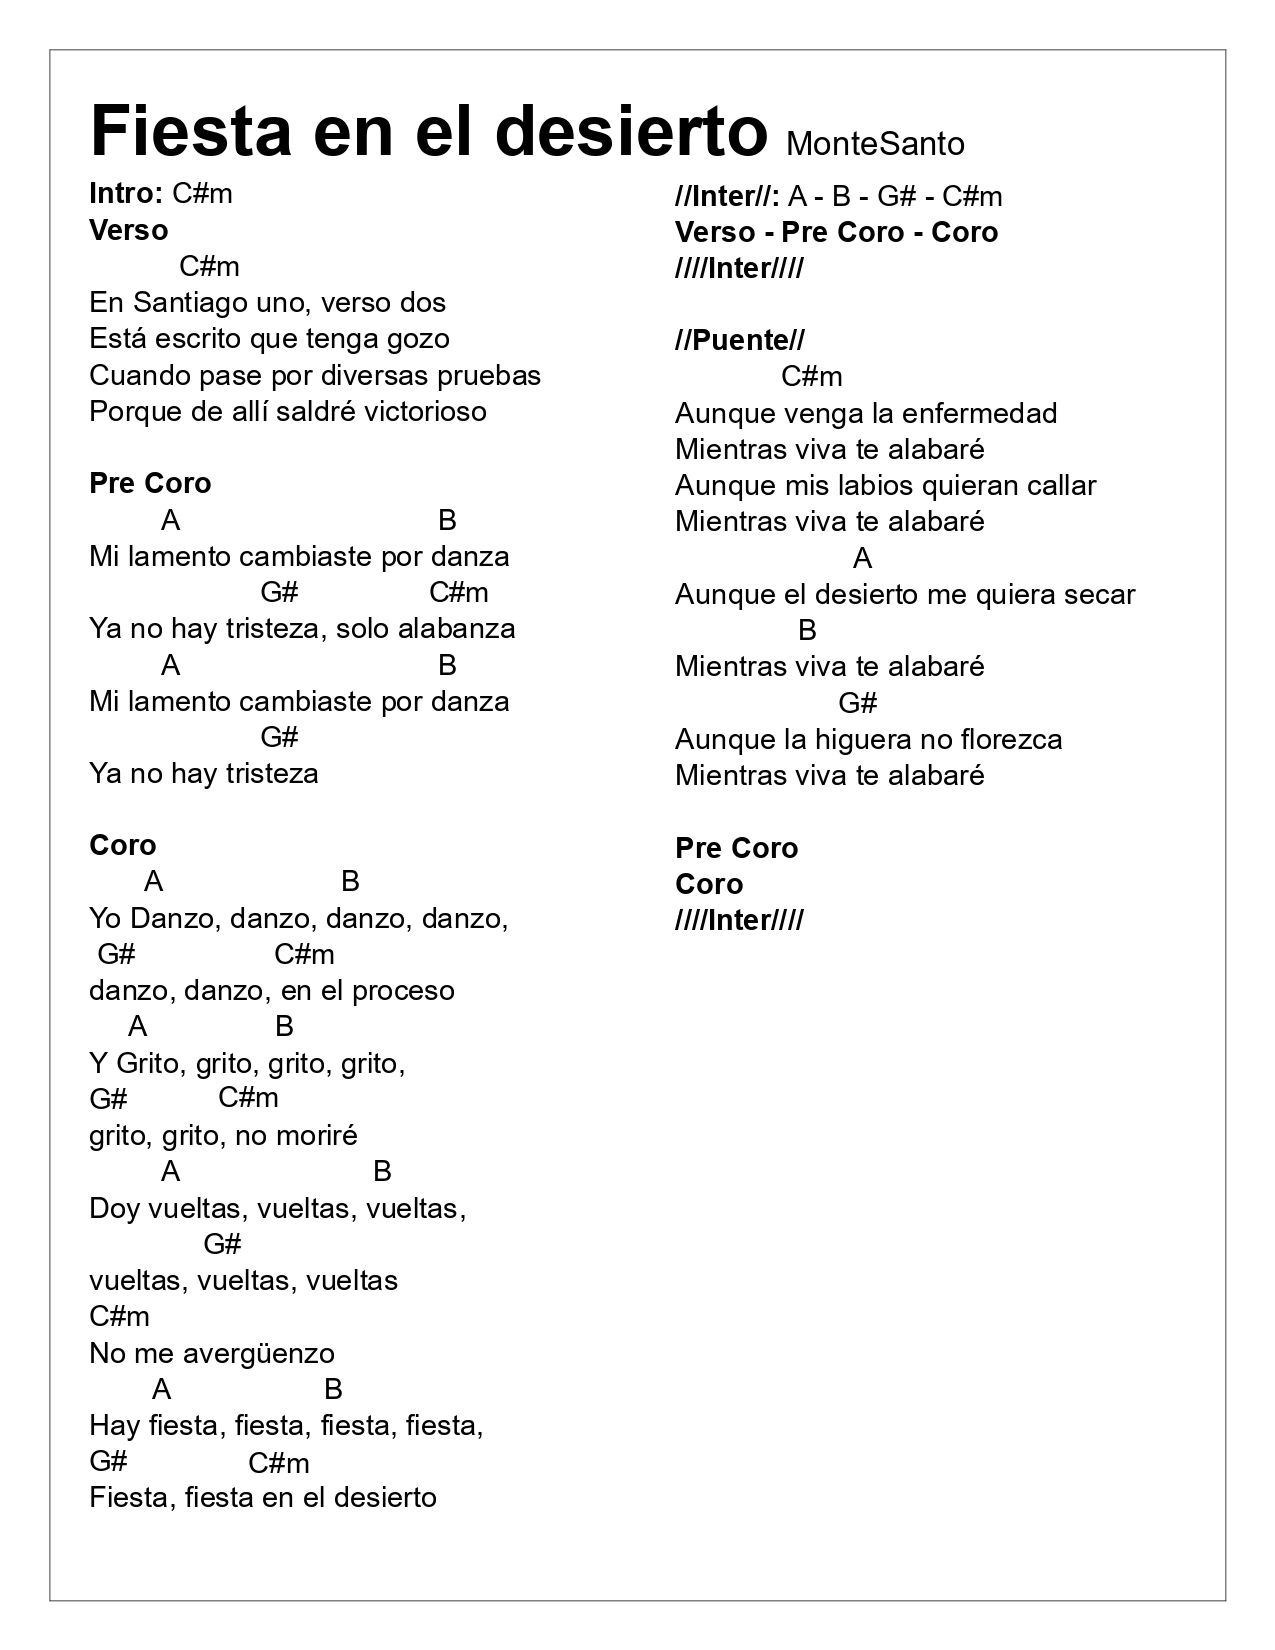 Fiesta en el desierto MonteSanto
Intro: C#m
Verso
C#m
En Santiago uno, verso dos
Está escrito que tenga gozo
Cuando pase por diversas pruebas
Porque de allí saldré victorioso
Pre Coro
A B
Mi lamento cambiaste por danza
G# C#m
Ya no hay tristeza, solo alabanza
A B
Mi lamento cambiaste por danza
G#
Ya no hay tristeza
Coro
A B
Yo Danzo, danzo, danzo, danzo,
G# C#m
danzo, danzo, en el proceso
A B
Y Grito, grito, grito, grito,
G# C#m
grito, grito, no moriré
A B
Doy vueltas, vueltas, vueltas,
G#
vueltas, vueltas, vueltas
C#m
No me avergüenzo
A B
Hay fiesta, fiesta, fiesta, fiesta,
G# C#m
Fiesta, fiesta en el desierto
//Inter//: A - B - G# - C#m
Verso - Pre Coro - Coro
////Inter////
//Puente//
C#m
Aunque venga la enfermedad
Mientras viva te alabaré
Aunque mis labios quieran callar
Mientras viva te alabaré
A
Aunque el desierto me quiera secar
B
Mientras viva te alabaré
G#
Aunque la higuera no florezca
Mientras viva te alabaré
Pre Coro
Coro
////Inter////